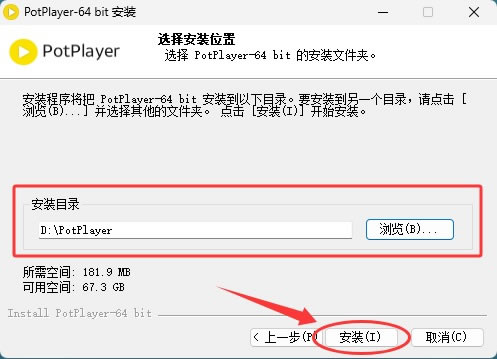 PotPlayer-64 bit 安装
PotPlayer
选择安装位置
选择 PotPlayer-64 bit 的安装文件夹。
安装程序将把 PotPlayer-64 bit 安装到以下目录。要安装到另一个目录，请点击 [
浏览(B)...] 并选择其他的文件夹。 点击 [安装(I)] 开始安装。
安装目录
D:\PotPlayer
浏览(B)...
所需空间: 181.9 MB
可用空间: 67.3 GB
Install PotPlayer-64 bit
< 上一步(P)
安装(I)
取消(C)